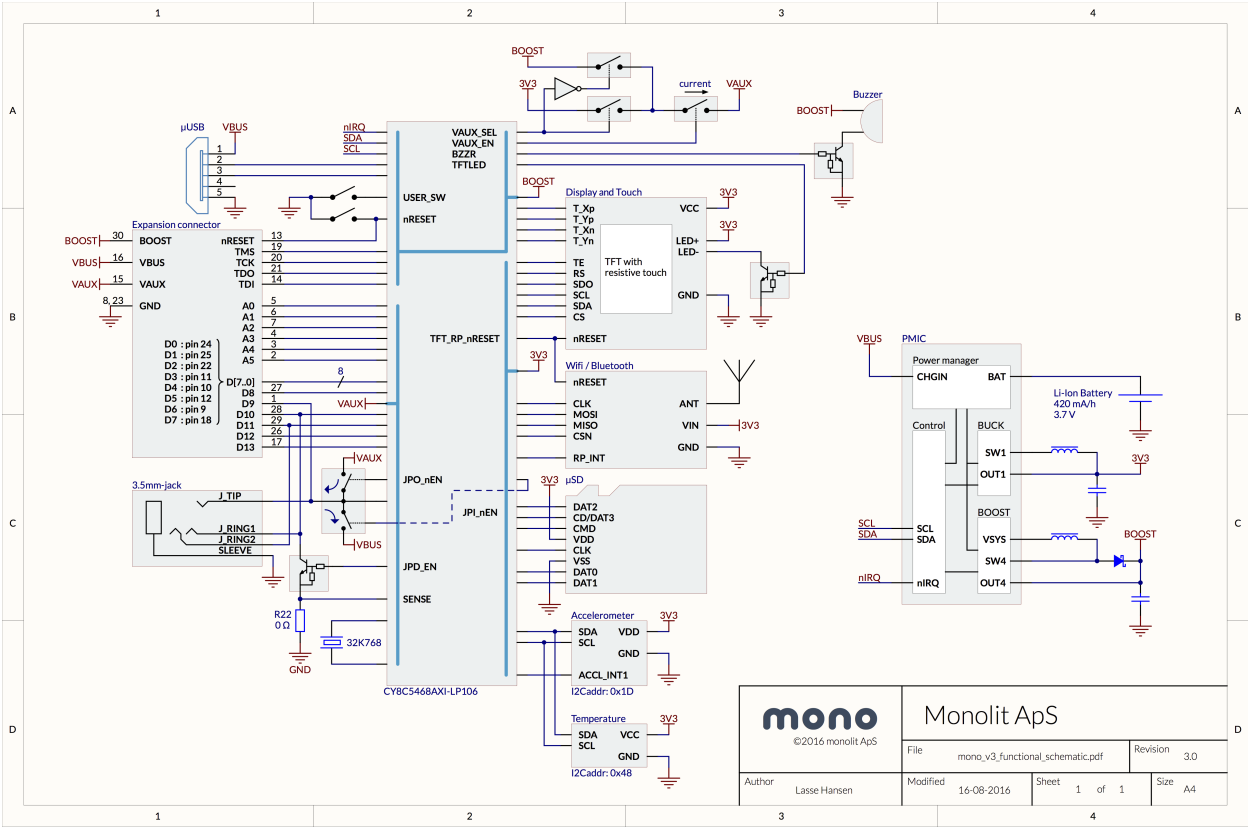 1 2 3 4
A
B
C
D
A
B
C
D
1 2 3 4
BOOST
3V3
current
VAUX
nIRQ
SDA
SCL
VAUX_SEL
VAUX_EN
BZZR
TFTLED
USER_SW
nRESET
BOOST
TFT_RP_nRESET
3V3
VAUX
JPO_nEN
JPI_nEN
JPD_EN
SENSE
CY8C5468AXI-LP106
Buzzer
BOOST
µUSB
VBUS
1
2
3
4
5
Expansion connector
BOOST 30 BOOST nRESET 13
TMS 19
TCK 20
VBUS 16 VBUS TDO 21
VAUX 15 VAUX TDI 14
8, 23 GND
A0 5
A1 6
A2 7
A3 4
A4 3
A5 2
D0 : pin 24
D1 : pin 25
D2 : pin 22
D3 : pin 11
D4 : pin 10
D5 : pin 12
D6 : pin 9
D7 : pin 18
D[7..0] 8
D8 27
D9 1
D10 28
D11 29
D12 26
D13 17
3.5mm-jack
J_TIP
J_RING1
J_RING2
SLEEVE
VAUX
VBUS
R22
0 Ω
GND
32K768
Display and Touch
T_Xp
T_Yp
T_Xn
T_Yn
TE
RS
SDO
SCL
SDA
CS
nRESET
TFT with
resistive touch
VCC 3V3
LED+ 3V3
LED-
GND
Wifi / Bluetooth
nRESET
CLK
MOSI
MISO
CSN
RP_INT
ANT
VIN 3V3
GND
µSD
3V3
DAT2
CD/DAT3
CMD
VDD
CLK
VSS
DAT0
DAT1
Accelerometer
SDA VDD 3V3
SCL
GND
ACCL_INT1
I2Caddr: 0x1D
Temperature
SDA VCC 3V3
SCL
GND
I2Caddr: 0x48
VBUS
PMIC
Power manager
CHGIN BAT
Li-Ion Battery
420 mA/h
3.7 V
Control
BUCK
SW1
OUT1
3V3
BOOST
VSYS
SW4
OUT4
BOOST
SCL SCL
SDA SDA
nIRQ nIRQ
mono
©2016 monolit ApS
Monolit ApS
File
mono_v3_functional_schematic.pdf
Revision
3.0
Author
Lasse Hansen
Modified
16-08-2016
Sheet
1 of 1
Size
A4